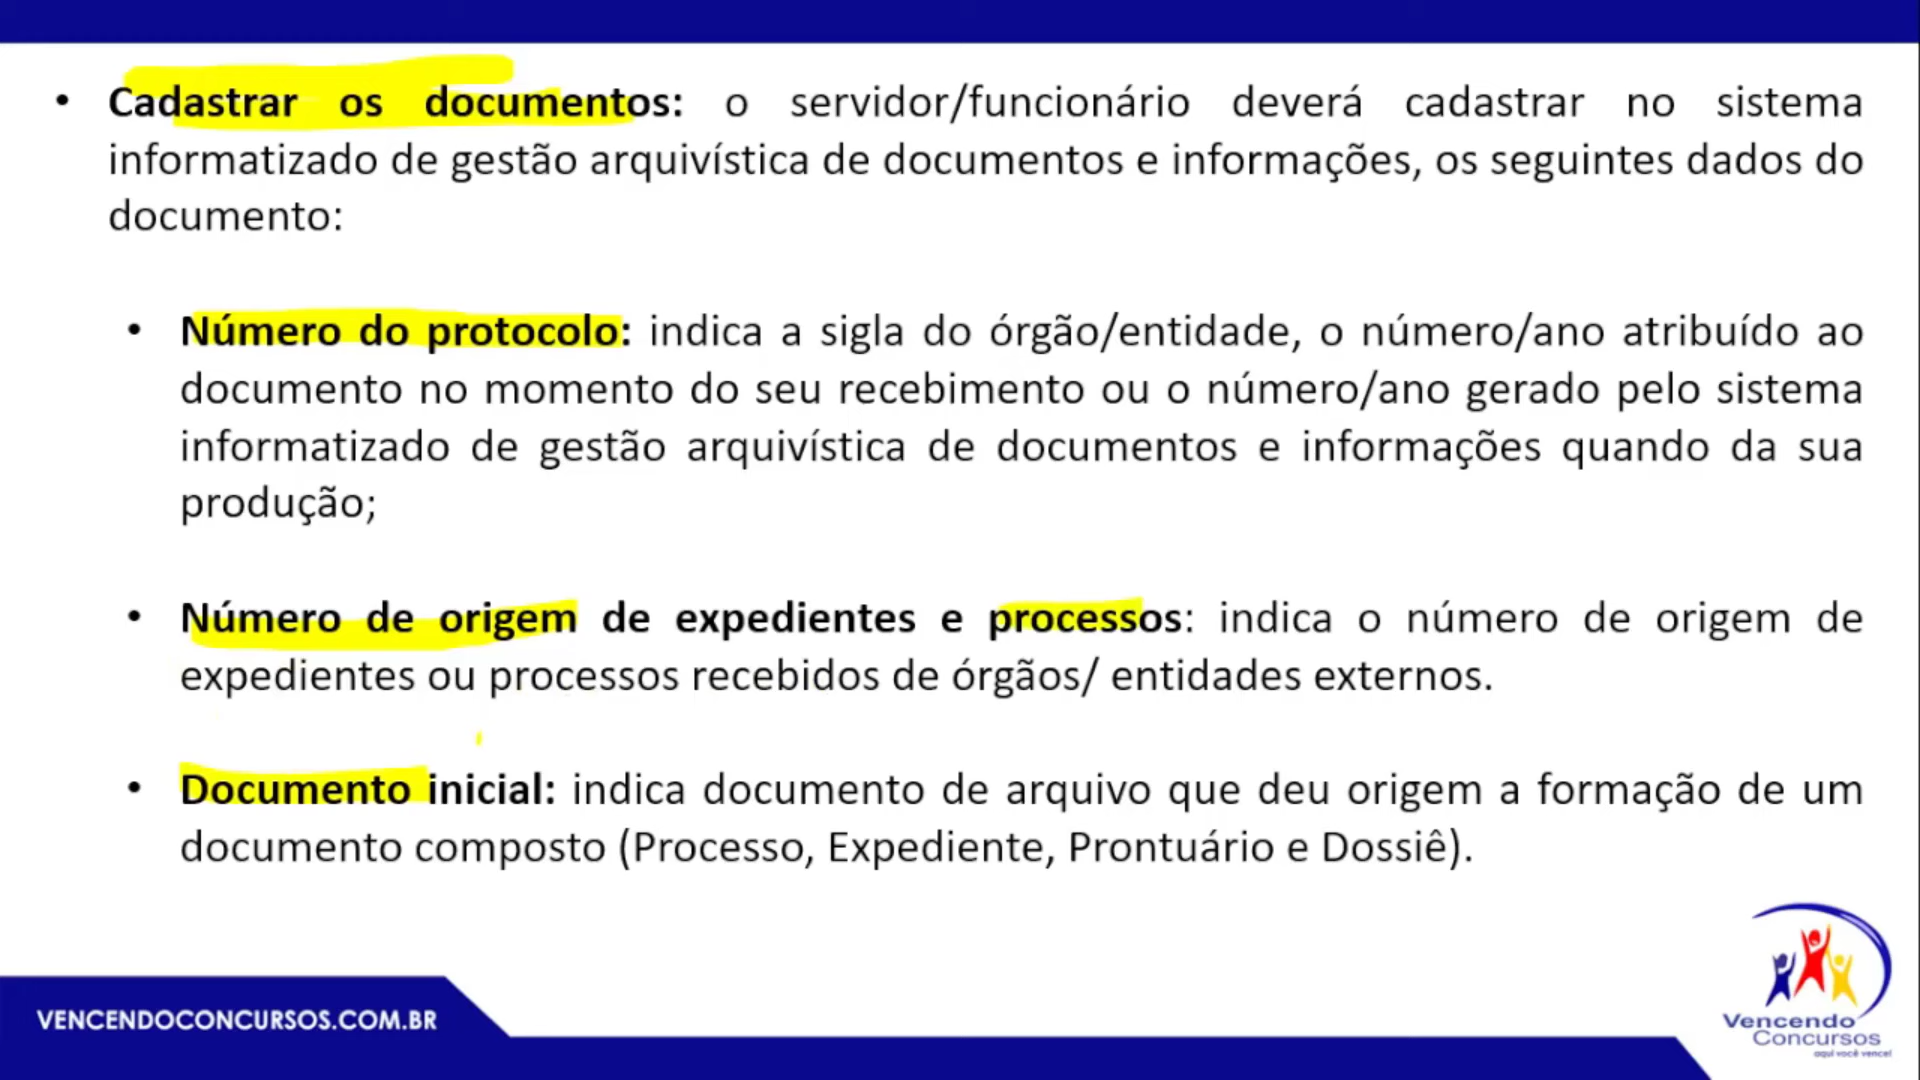 • Cadastrar os documentos: o servidor/funcionário deverá cadastrar no sistema
informatizado de gestão arquivística de documentos e informações, os seguintes dados do
documento:
• Número do protocolo: indica a sigla do órgão/entidade, o número/ano atribuído ao
documento no momento do seu recebimento ou o número/ano gerado pelo sistema
informatizado de gestão arquivística de documentos e informações quando da sua
produção;
• Número de origem de expedientes e processos: indica o número de origem de
expedientes ou processos recebidos de órgãos/ entidades externos.
• Documento inicial: indica documento de arquivo que deu origem a formação de um
documento composto (Processo, Expediente, Prontuário e Dossiê).
VENCENDOCONCURSOS.COM.BR
Vencendo
Concursos
aqui você vence!